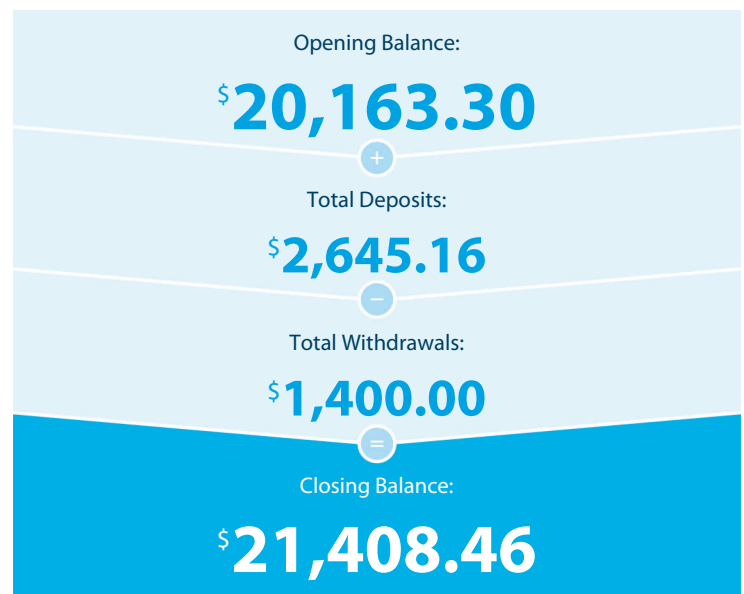 Opening Balance:
$20,163.30
+
Total Deposits:
$2,645.16
−
Total Withdrawals:
$1,400.00
=
Closing Balance:
$21,408.46